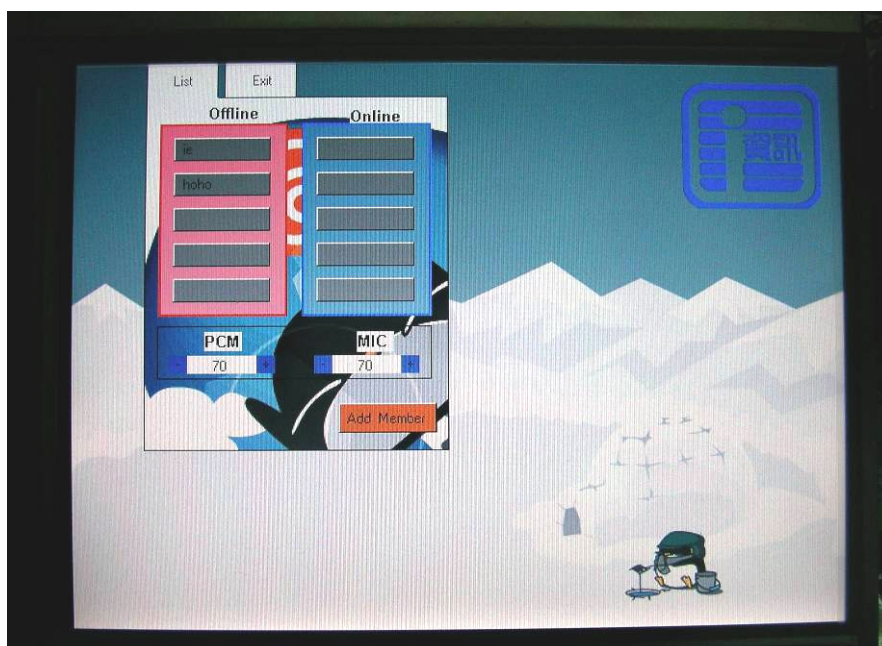 List Exit
Offline Online
ie
hoho
PCM MIC
- 70 + - 70 +
Add Member
資訊